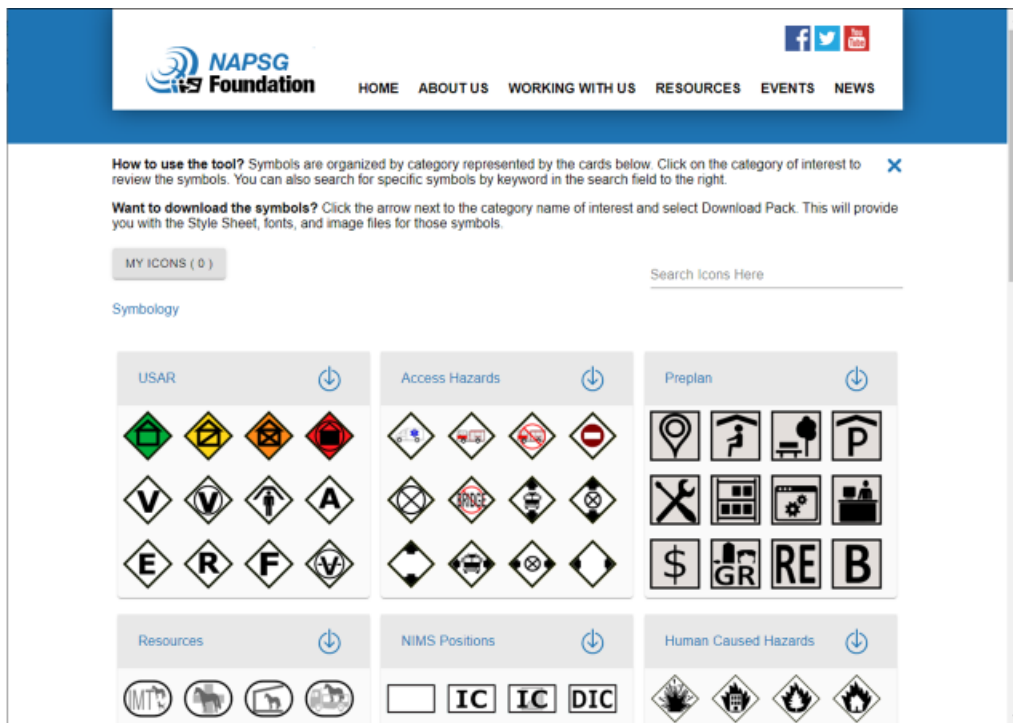 You
Tube
NAPSG
Foundation
HOME ABOUT US WORKING WITH US RESOURCES EVENTS NEWS
How to use the tool? Symbols are organized by category represented by the cards below. Click on the category of interest to
review the symbols. You can also search for specific symbols by keyword in the search field to the right.
Want to download the symbols? Click the arrow next to the category name of interest and select Download Pack. This will provide
you with the Style Sheet, fonts, and image files for those symbols.
MY ICONS ( 0 )
Search Icons Here
Symbology
USAR
Access Hazards
Preplan
P
V V A
BRIDGE
E R F V
$ GR RE B
Resources
NIMS Positions
Human Caused Hazards
IMT
IC IC DIC